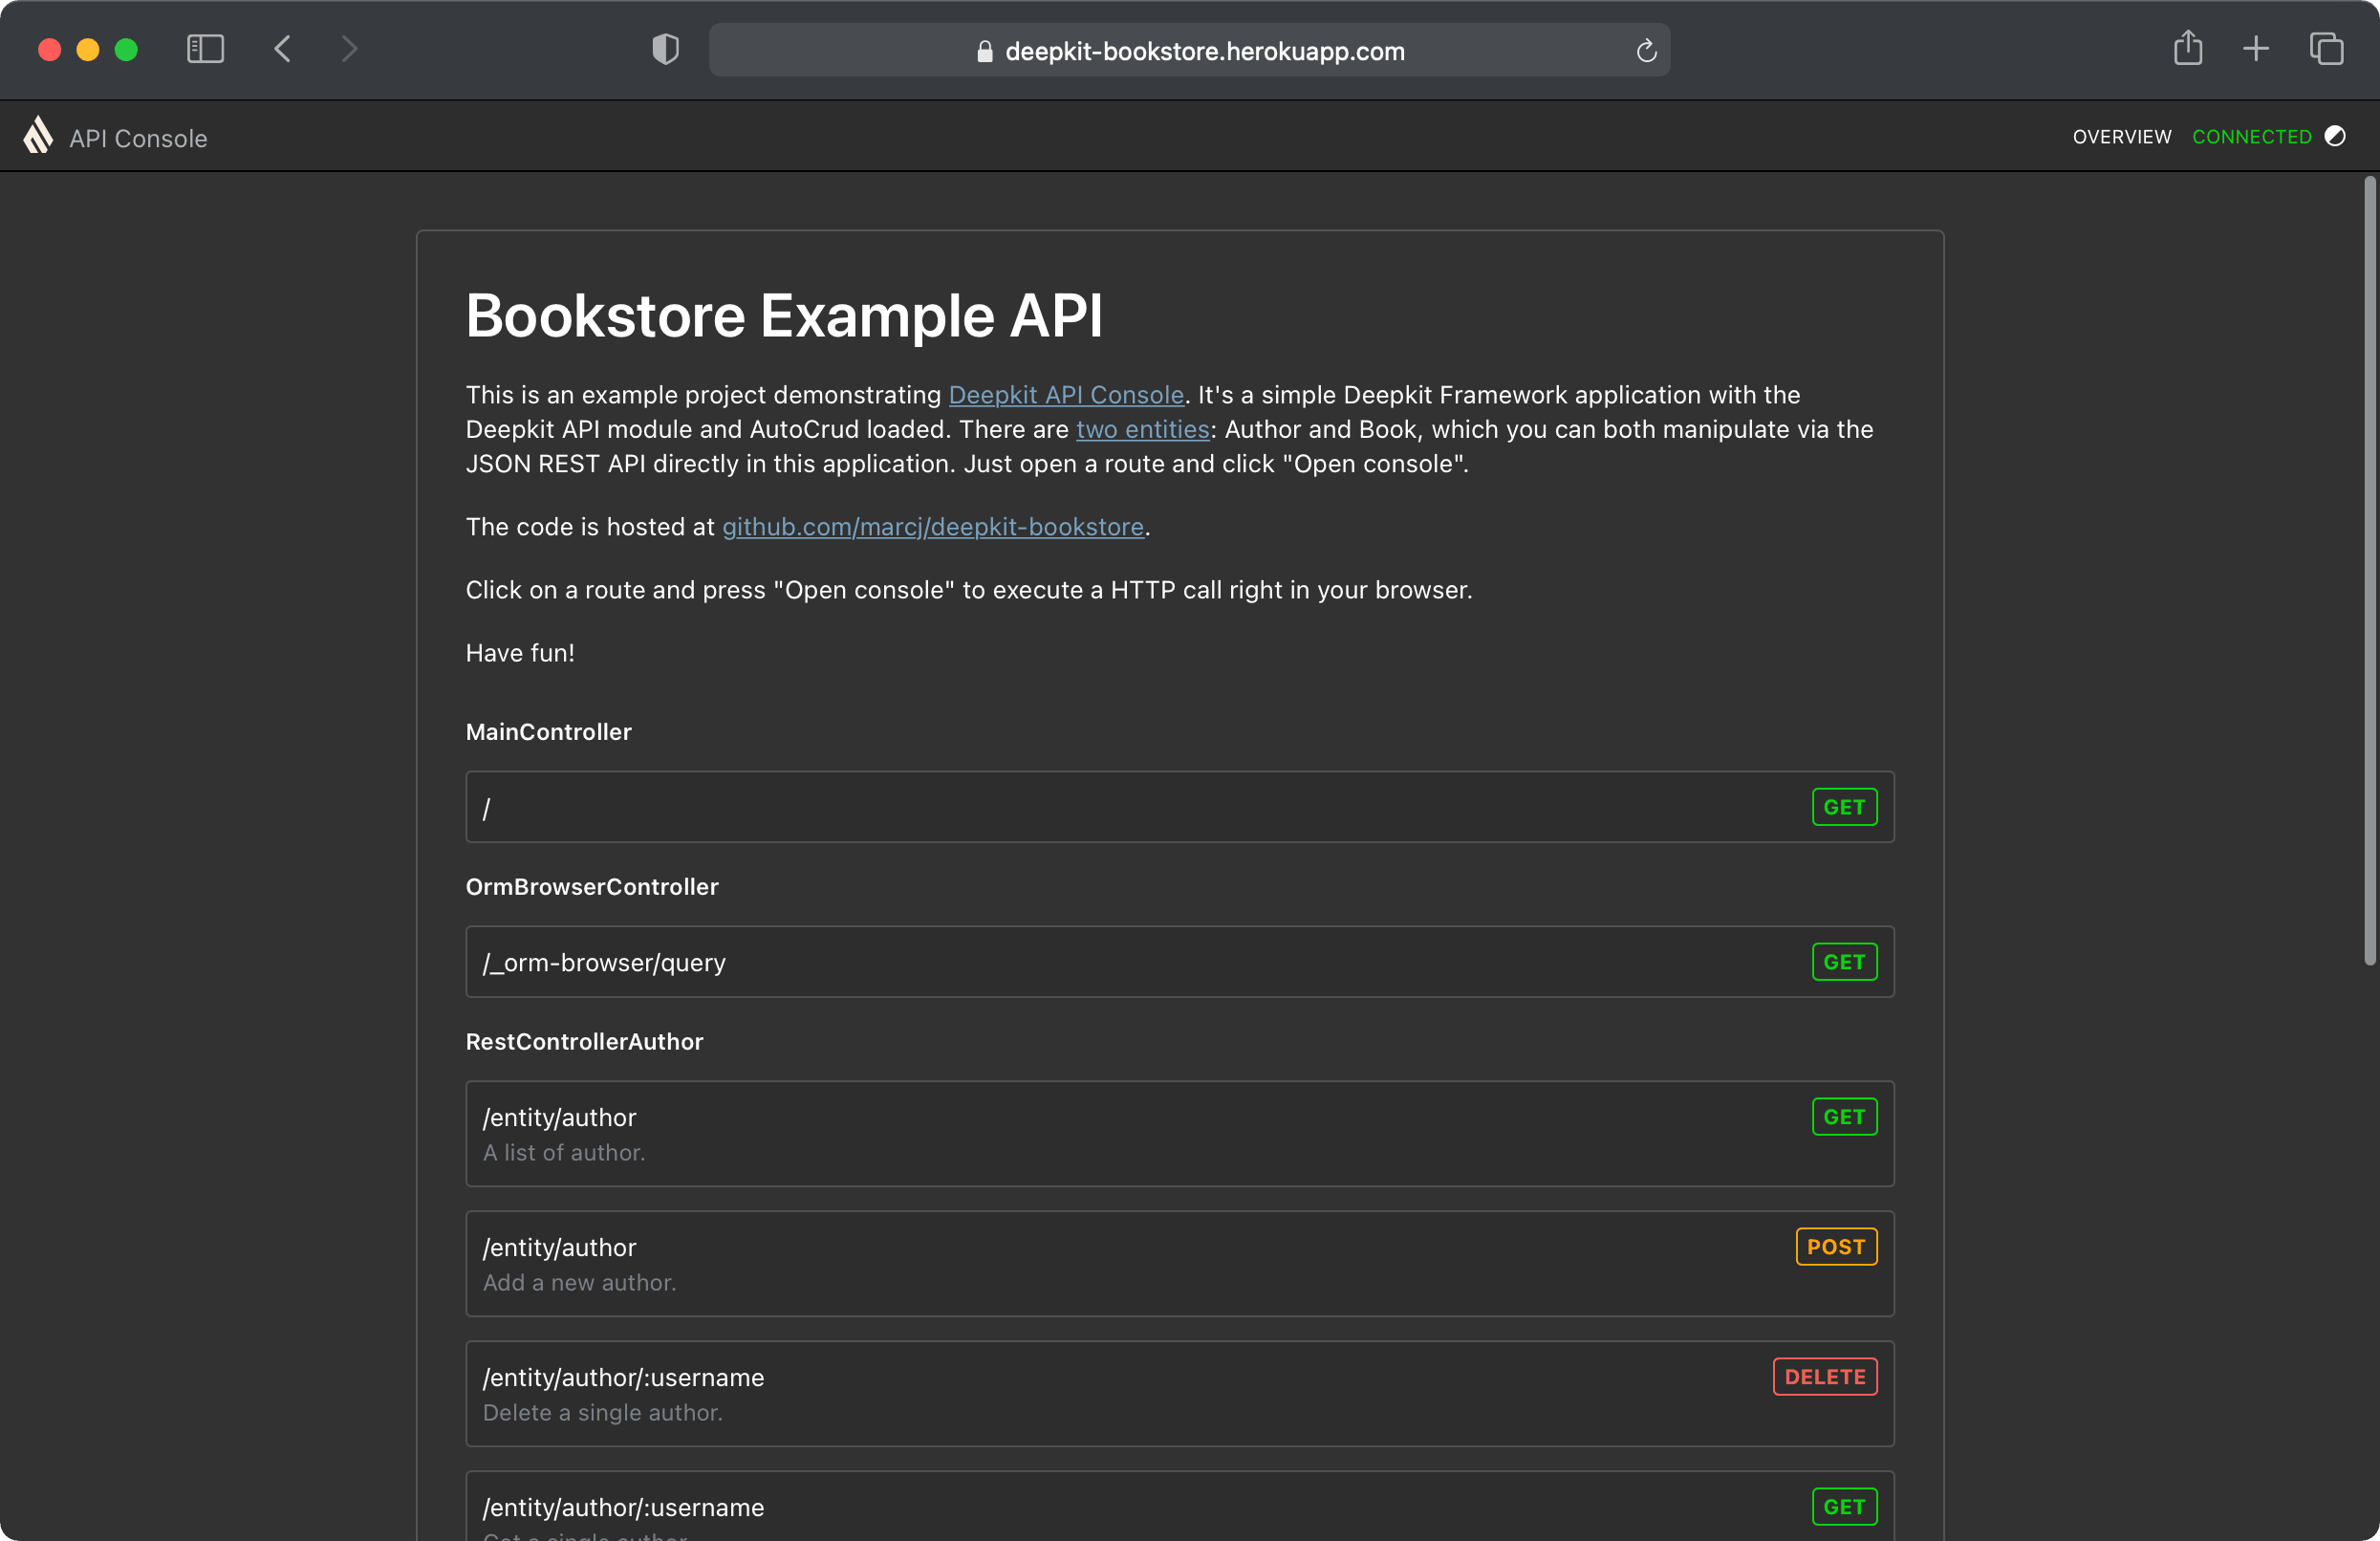 deepkit-bookstore.herokuapp.com
API Console
OVERVIEW CONNECTED
Bookstore Example API
This is an example project demonstrating Deepkit API Console. It's a simple Deepkit Framework application with the
Deepkit API module and AutoCrud loaded. There are two entities: Author and Book, which you can both manipulate via the
JSON REST API directly in this application. Just open a route and click "Open console".
The code is hosted at github.com/marcj/deepkit-bookstore.
Click on a route and press "Open console" to execute a HTTP call right in your browser.
Have fun!
MainController
/ GET
OrmBrowserController
/_orm-browser/query GET
RestControllerAuthor
/entity/author GET
A list of author.
/entity/author POST
Add a new author.
/entity/author/:username DELETE
Delete a single author.
/entity/author/:username GET
Get a single author